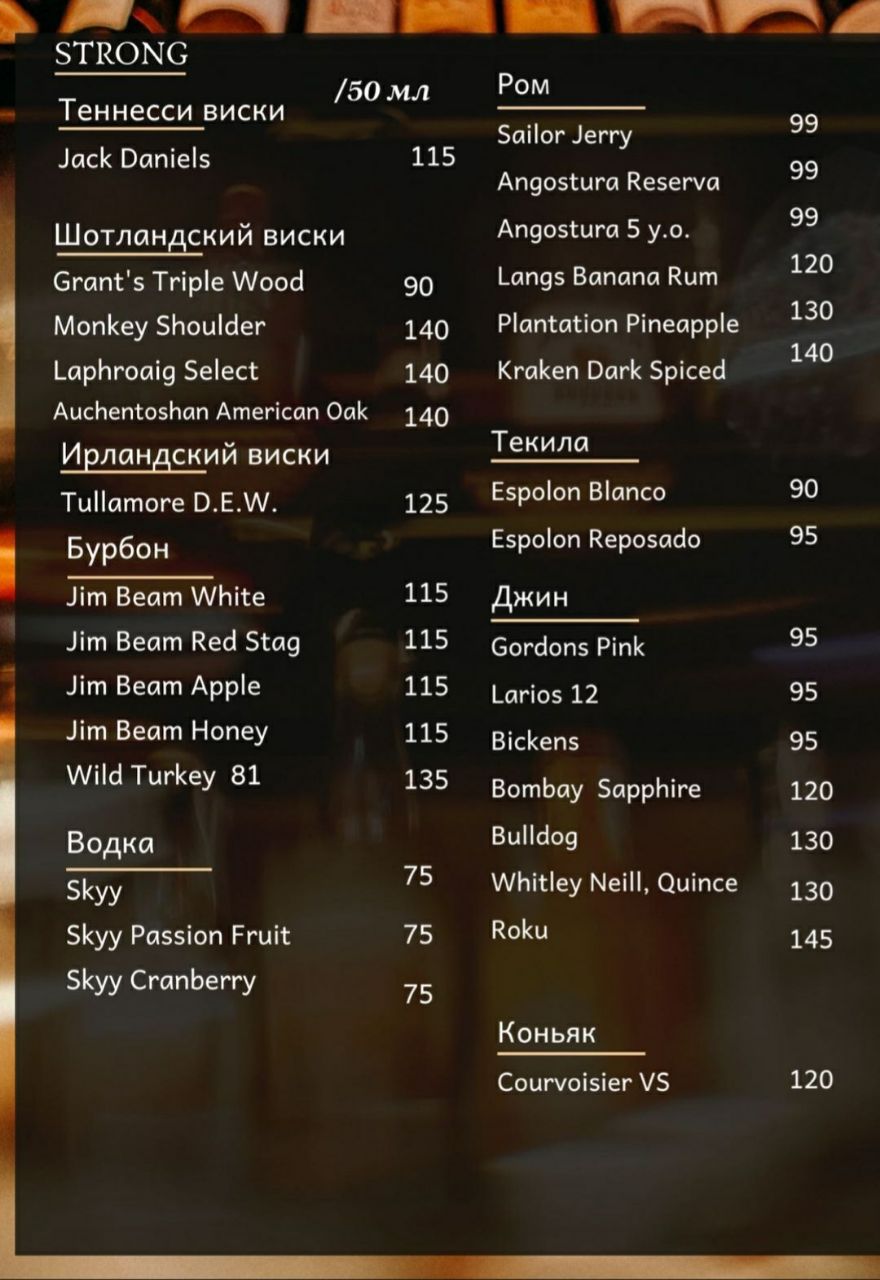 STRONG
/50 мл
Теннесси виски
Jack Daniels 115
Шотландский виски
Grant's Triple Wood 90
Monkey Shoulder 140
Laphroaig Select 140
Auchentoshan American Oak 140
Ирландский виски
Tullamore D.E.W. 125
Бурбон
Jim Beam White 115
Jim Beam Red Stag 115
Jim Beam Apple 115
Jim Beam Honey 115
Wild Turkey 81 135
Водка
Skyy 75
Skyy Passion Fruit 75
Skyy Cranberry 75
Ром
Sailor Jerry 99
Angostura Reserva 99
Angostura 5 y.o. 99
Langs Banana Rum 120
Plantation Pineapple 130
Kraken Dark Spiced 140
Текила
Espolon Blanco 90
Espolon Reposado 95
Джин
Gordons Pink 95
Larios 12 95
Bickens 95
Bombay Sapphire 120
Bulldog 130
Whitley Neill, Quince 130
Roku 145
Коньяк
Courvoisier VS 120